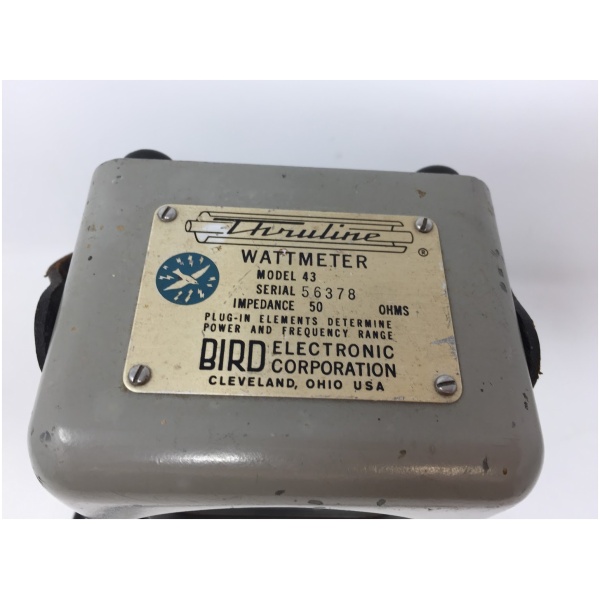 Thruline ®
WATTMETER
MODEL 43
SERIAL 56378
IMPEDANCE 50 OHMS
PLUG-IN ELEMENTS DETERMINE
POWER AND FREQUENCY RANGE
BIRD ELECTRONIC
CORPORATION
CLEVELAND, OHIO USA